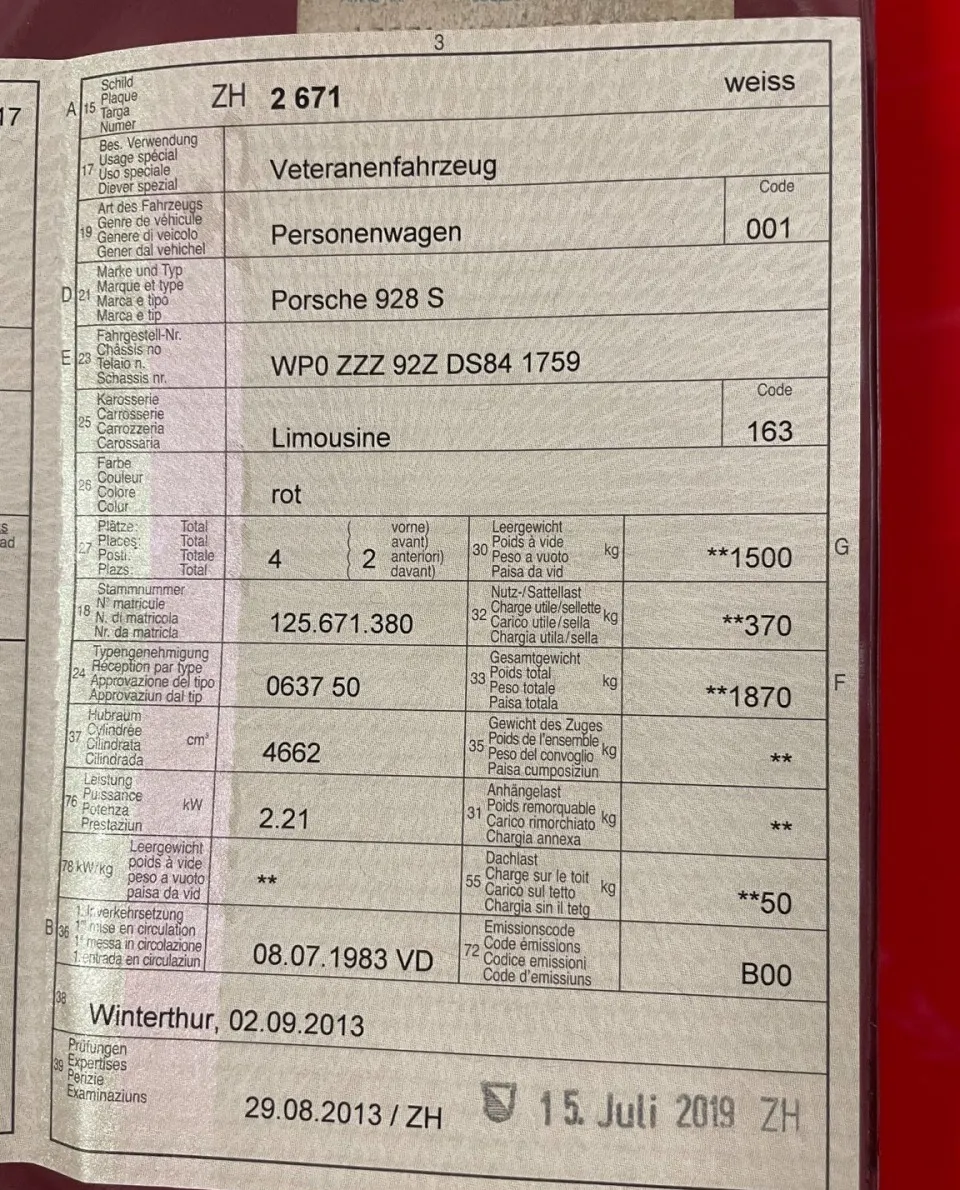 3
17
A 15 Schild
Plaque
Targa
Numer
ZH 2 671 weiss
17 Bes. Verwendung
Usage spécial
Uso speciale
Diever spezial
Veteranenfahrzeug
19 Art des Fahrzeugs
Genre de véhicule
Genere di veicolo
Gener dal vehichel
Personenwagen
Code
001
D 21 Marke und Typ
Marque et type
Marca e tipo
Marca e tip
Porsche 928 S
E 23 Fahrgestell-Nr.
Châssis no
Telaio n.
Schassis nr.
WP0 ZZZ 92Z DS84 1759
25 Karosserie
Carrosserie
Carrozzeria
Carossaria
Limousine
Code
163
26 Farbe
Couleur
Colore
Colur
rot
s
ad
27 Plätze: Total
Places: Total
Posti: Totale
Plazs: Total
4 ( 2 vorne)
( avant)
( anteriori)
( davant)
30 Leergewicht
Poids à vide
Peso a vuoto
Paisa da vid
kg
**1500
G
18 Stammnummer
N° matricule
N. di matricola
Nr. da matricla
125.671.380
32 Nutz-/Sattellast
Charge utile/sellette
Carico utile/sella
Chargia utila/sella
kg
**370
24 Typengenehmigung
Réception par type
Approvazione del tipo
Approvaziun dal tip
0637 50
33 Gesamtgewicht
Poids total
Peso totale
Paisa totala
kg
**1870
F
37 Hubraum
Cylindrée
Cilindrata
Cilindrada
cm³
4662
35 Gewicht des Zuges
Poids de l'ensemble
Peso del convoglio
Paisa cumposiziun
kg
**
76 Leistung
Puissance
Potenza
Prestaziun
kW
2.21
31 Anhängelast
Poids remorquable
Carico rimorchiato
Chargia annexa
kg
**
78 kW/kg Leergewicht
poids à vide
peso a vuoto
paisa da vid
**
55 Dachlast
Charge sur le toit
Carico sul tetto
Chargia sin il tetg
kg
**50
B 36 1. Inverkehrsetzung
1re mise en circulation
1a messa in circolazione
1. entrada en circulaziun
08.07.1983 VD
72 Emissionscode
Code émissions
Codice emissioni
Code d'emissiuns
B00
38
Winterthur, 02.09.2013
39 Prüfungen
Expertises
Perizie
Examinaziuns
29.08.2013 / ZH 15. Juli 2019 ZH